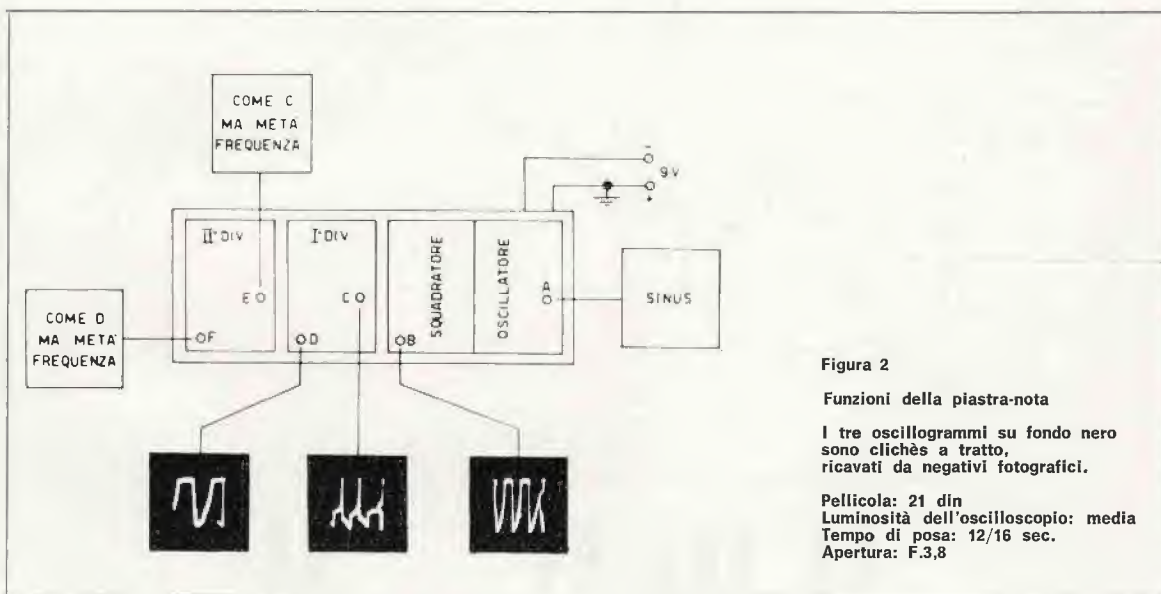 COME C
MA METÀ
FREQUENZA
-
9 V
+
II° DIV
I° DIV
SQUADRATORE
OSCILLATORE
A
E
C
SINUS
COME D
MA METÀ
FREQUENZA
F
D
B
Figura 2
Funzioni della piastra-nota
I tre oscillogrammi su fondo nero
sono clichès a tratto,
ricavati da negativi fotografici.
Pellicola: 21 din
Luminosità dell'oscilloscopio: media
Tempo di posa: 12/16 sec.
Apertura: F.3,8